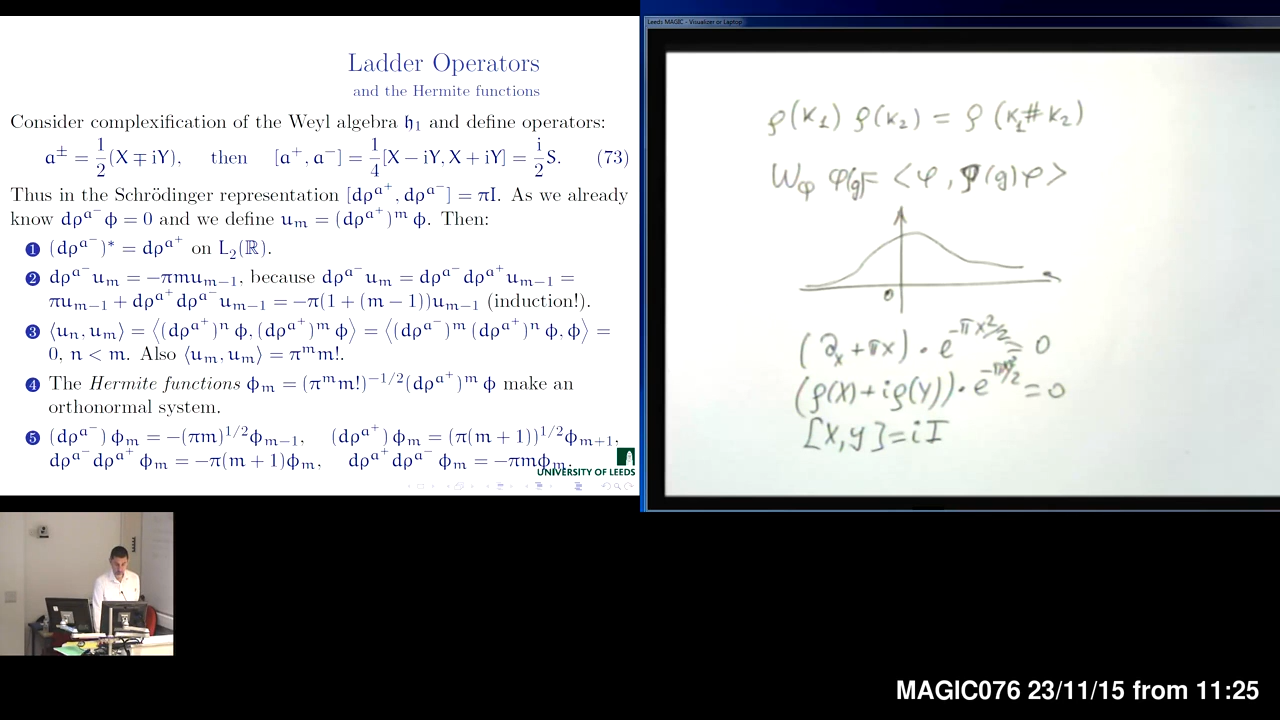 Ladder Operators
and the Hermite functions
Consider complexification of the Weyl algebra 𝔥₁ and define operators:
a^± = 1/2 (X ∓ iY), then [a⁺, a⁻] = 1/4 [X − iY, X + iY] = i/2 S. (73)
Thus in the Schrödinger representation [dρ^{a⁺}, dρ^{a⁻}] = πI. As we already
know dρ^{a⁻}ϕ = 0 and we define u_m = (dρ^{a⁺})^m ϕ. Then:
1 (dρ^{a⁻})* = dρ^{a⁺} on L₂(ℝ).
2 dρ^{a⁻}u_m = −πmu_{m−1}, because dρ^{a⁻}u_m = dρ^{a⁻}dρ^{a⁺}u_{m−1} =
πu_{m−1} + dρ^{a⁺}dρ^{a⁻}u_{m−1} = −π(1 + (m − 1))u_{m−1} (induction!).
3 ⟨u_n, u_m⟩ = ⟨(dρ^{a⁺})^n ϕ, (dρ^{a⁺})^m ϕ⟩ = ⟨(dρ^{a⁻})^m (dρ^{a⁺})^n ϕ, ϕ⟩ =
0, n < m. Also ⟨u_m, u_m⟩ = π^m m!.
4 The Hermite functions ϕ_m = (π^m m!)^{−1/2}(dρ^{a⁺})^m ϕ make an
orthonormal system.
5 (dρ^{a⁻}) ϕ_m = −(πm)^{1/2}ϕ_{m−1}, (dρ^{a⁺}) ϕ_m = (π(m + 1))^{1/2}ϕ_{m+1},
dρ^{a⁻}dρ^{a⁺} ϕ_m = −π(m + 1)ϕ_m, dρ^{a⁺}dρ^{a⁻} ϕ_m = −πmϕ_m.
UNIVERSITY OF LEEDS
Leeds MAGIC - Visualizer or Laptop
ρ(k₁) ρ(k₂) = ρ(k₁#k₂)
W_φ φ(g) = <φ, ρ(g)φ>
0
(∂ₓ + πx) · e^{−πx²/2} = 0
(ρ(X) + iρ(Y)) · e^{−πx²/2} = 0
[X, Y] = iI
MAGIC076 23/11/15 from 11:25